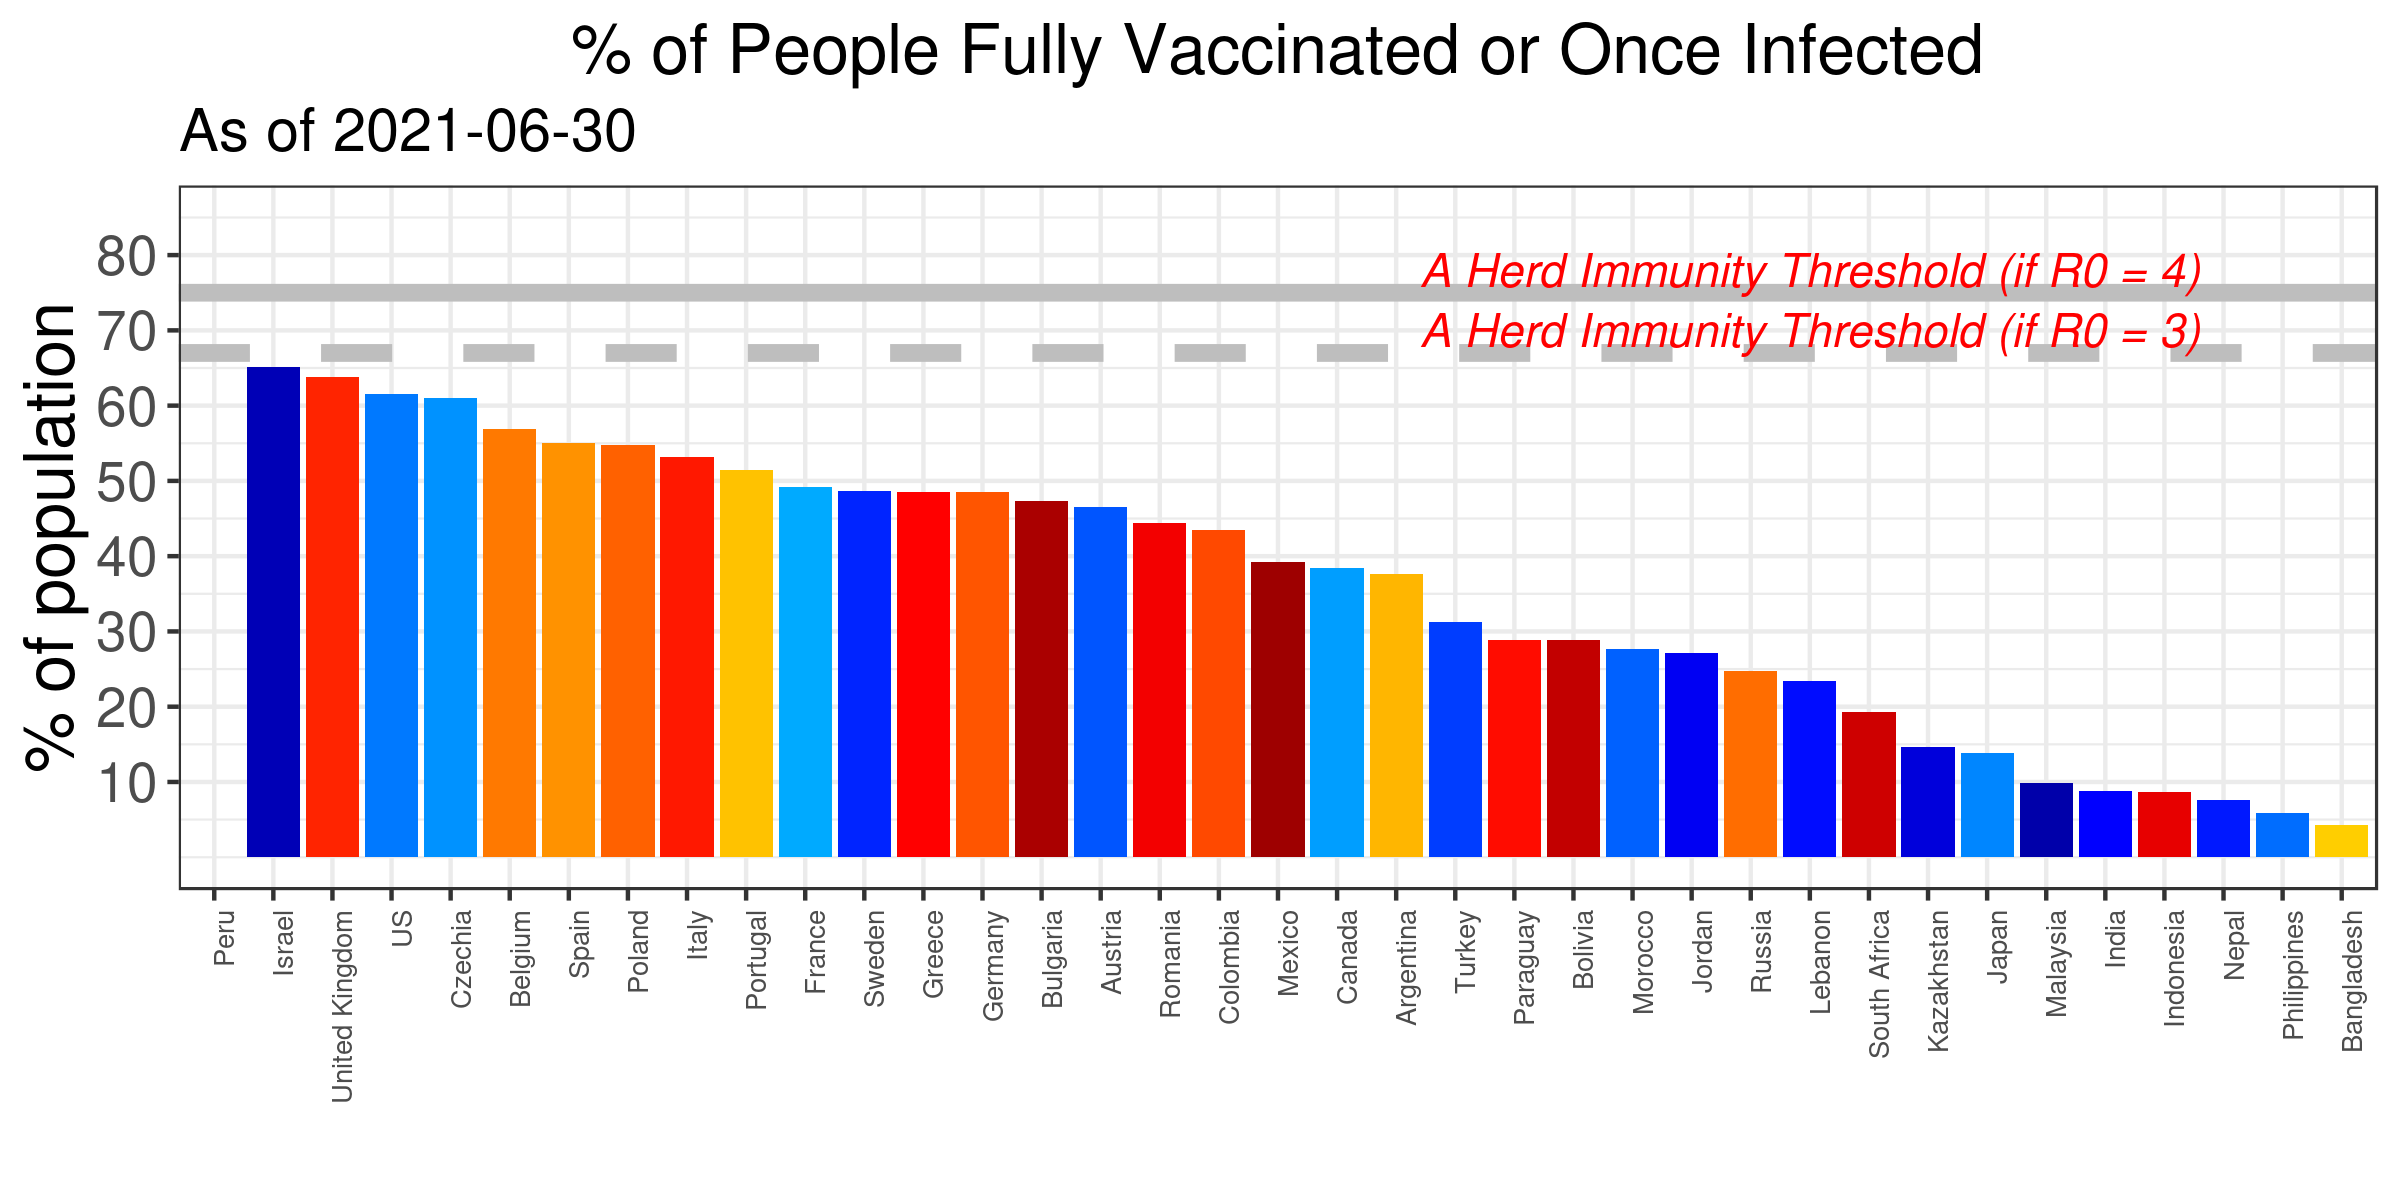 % of People Fully Vaccinated or Once Infected
As of 2021-06-30
% of population
80
70
60
50
40
30
20
10
A Herd Immunity Threshold (if R0 = 4)
A Herd Immunity Threshold (if R0 = 3)
Peru
Israel
United Kingdom
US
Czechia
Belgium
Spain
Poland
Italy
Portugal
France
Sweden
Greece
Germany
Bulgaria
Austria
Romania
Colombia
Mexico
Canada
Argentina
Turkey
Paraguay
Bolivia
Morocco
Jordan
Russia
Lebanon
South Africa
Kazakhstan
Japan
Malaysia
India
Indonesia
Nepal
Philippines
Bangladesh